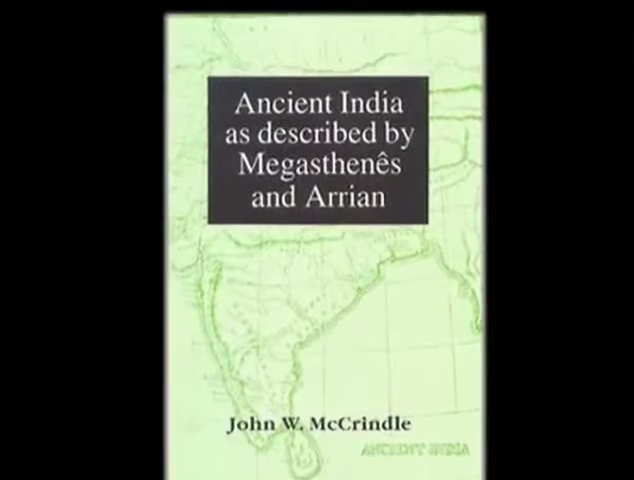 Ancient India
as described by
Megasthenês
and Arrian
John W. McCrindle
ANCIENT INDIA